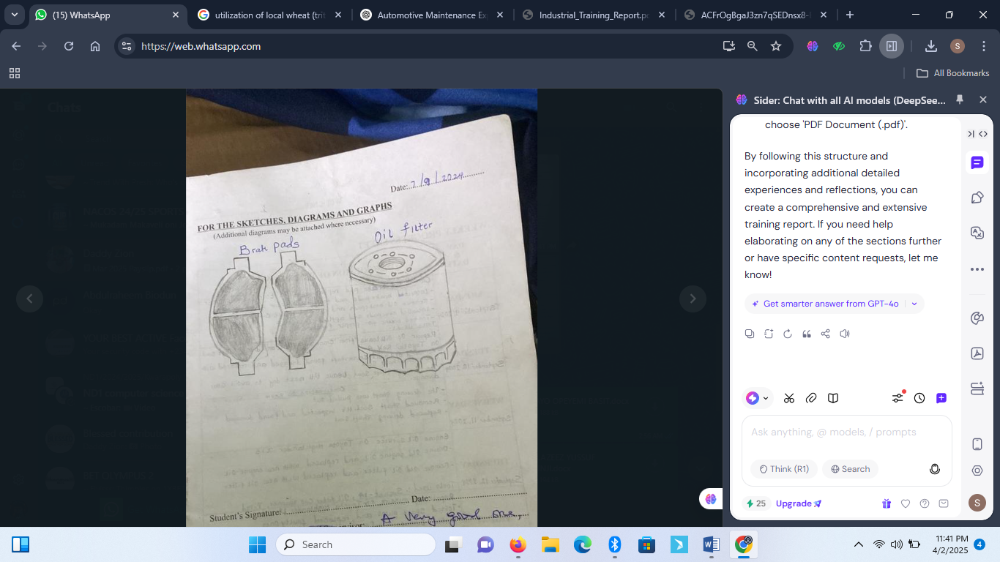 (15) WhatsApp
utilization of local wheat (trit
Automotive Maintenance Ex
Industrial_Training_Report.pd
ACFrOgBgaJ3zn7qSEDnsx8-
https://web.whatsapp.com
S
All Bookmarks
Date:..7/9/2024
FOR THE SKETCHES, DIAGRAMS AND GRAPHS
(Additional diagrams may be attached where necessary)
Brak pads
Oil filter
Student's Signature:
Date:
A very good one,
Sider: Chat with all AI models (DeepSee...
choose 'PDF Document (.pdf)'.
By following this structure and
incorporating additional detailed
experiences and reflections, you can
create a comprehensive and extensive
training report. If you need help
elaborating on any of the sections further
or have specific content requests, let me
know!
Get smarter answer from GPT-4o
Ask anything, @ models, / prompts
Think (R1)
Search
25
Upgrade
S
Search
11:41 PM
4/2/2025
4